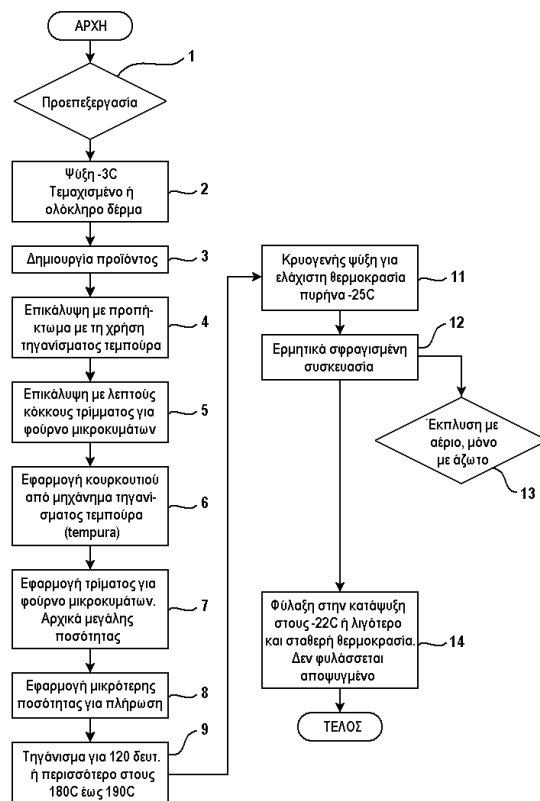 ΑΡΧΗ
1
Προεπεξεργασία
Ψύξη -3C
Τεμαχισμένο ή
ολόκληρο δέρμα
2
Δημιουργία προϊόντος
3
Επικάλυψη με προπή-
κτωμα με τη χρήση
τηγανίσματος τεμπούρα
4
Επικάλυψη με λεπτούς
κόκκους τρίμματος για
φούρνο μικροκυμάτων
5
Εφαρμογή κουρκουτιού
από μηχάνημα τηγανί-
σματος τεμπούρα
(tempura)
6
Εφαρμογή τρίματος για
φούρνο μικροκυμάτων.
Αρχικά μεγάλης
ποσότητας
7
Εφαρμογή μικρότερης
ποσότητας για πλήρωση
8
9
Τηγάνισμα για 120 δευτ.
ή περισσότερο στους
180C έως 190C
Κρυογενής ψύξη για
ελάχιστη θερμοκρασία
πυρήνα -25C
11
12
Ερμητικά σφραγισμένη
συσκευασία
Έκπλυση με
αέριο, μόνο
με άζωτο
13
Φύλαξη στην κατάψυξη
στους -22C ή λιγότερο
και σταθερή θερμοκρασία.
Δεν φυλάσσεται
αποψυγμένο
14
ΤΕΛΟΣ